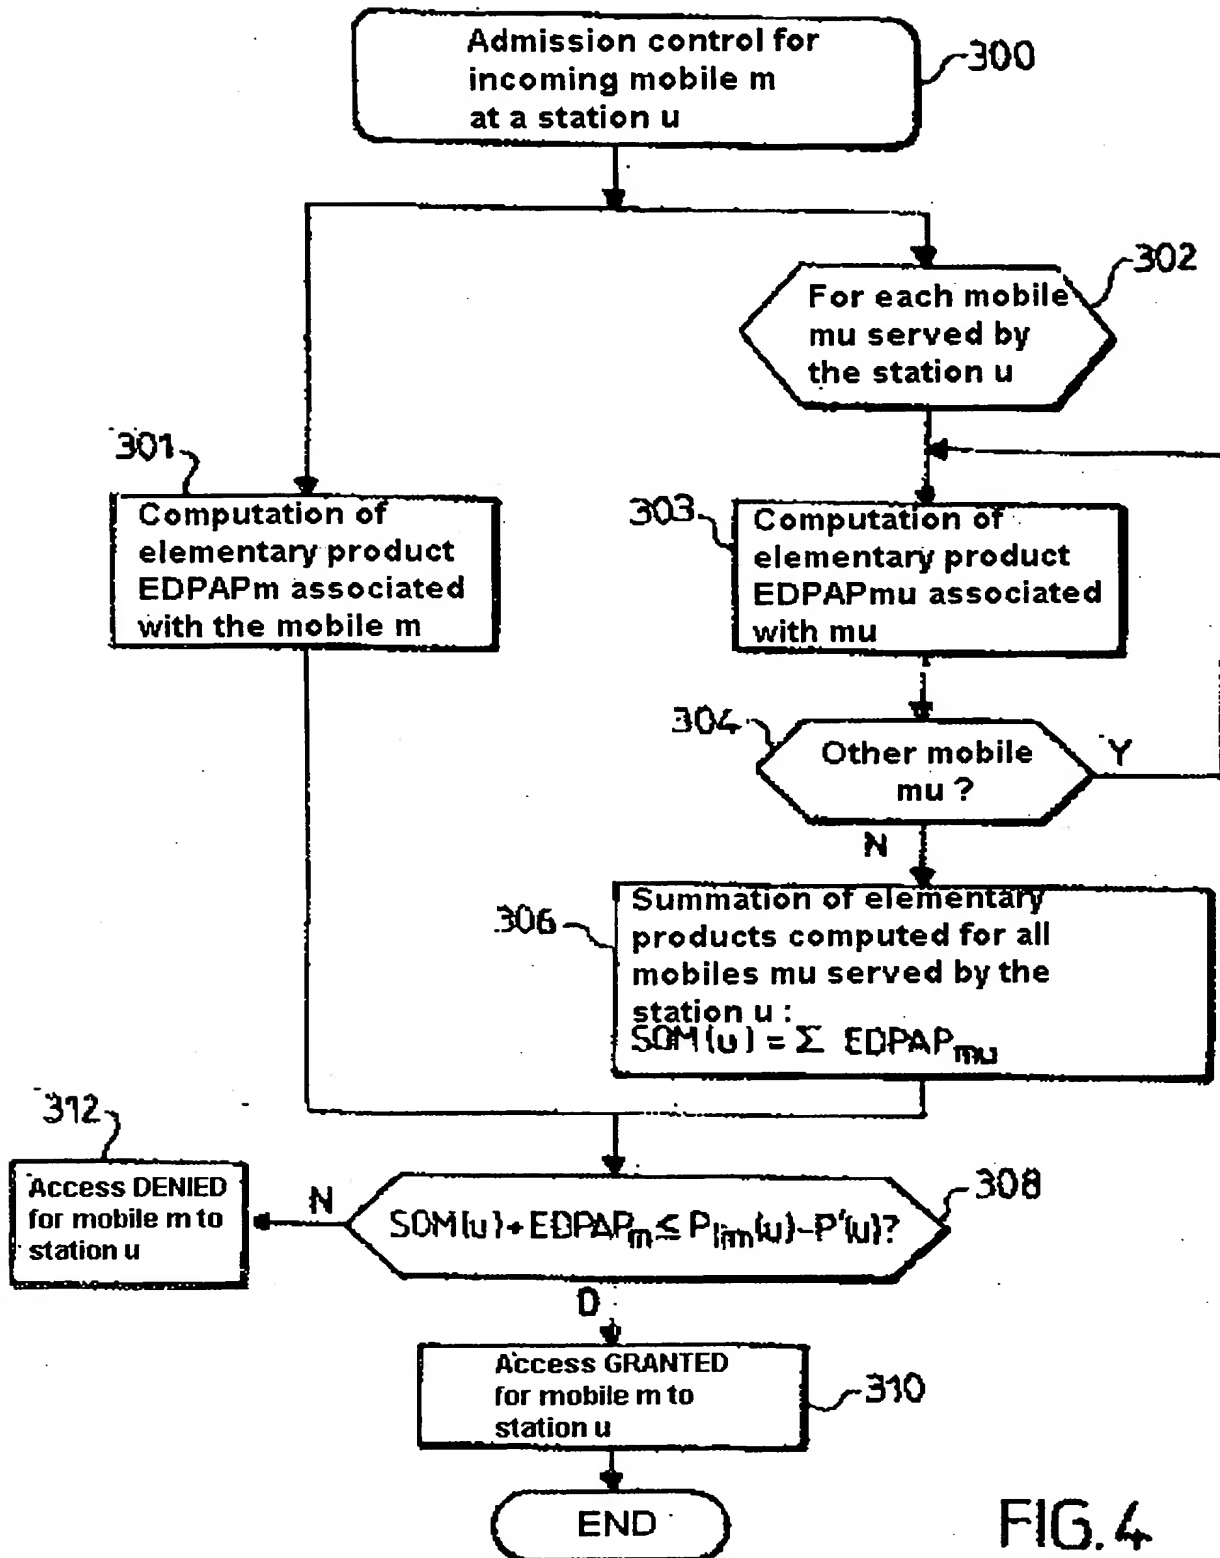 Admission control for
incoming mobile m
at a station u
300
302
For each mobile
mu served by
the station u
301
Computation of
elementary product
EDPAPm associated
with the mobile m
303
Computation of
elementary product
EDPAPmu associated
with mu
304
Other mobile
mu ?
Y
N
306
Summation of elementary
products computed for all
mobiles mu served by the
station u :
SOM(u) = Σ EDPAPmu
312
Access DENIED
for mobile m to
station u
N
SOM(u)+EDPAPm ≤ Plim(u)-P'(u)?
308
O
Access GRANTED
for mobile m to
station u
310
END
FIG.4